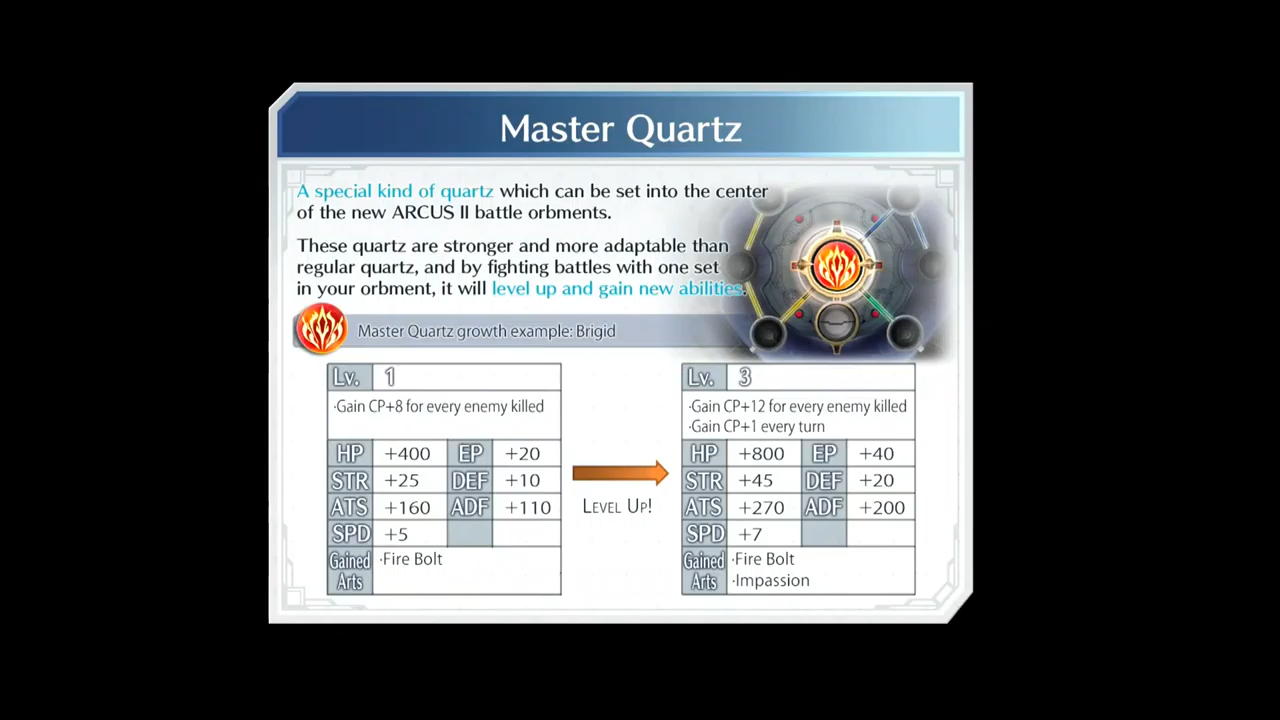 Master Quartz
A special kind of quartz which can be set into the center
of the new ARCUS II battle orbments.
These quartz are stronger and more adaptable than
regular quartz, and by fighting battles with one set
in your orbment, it will level up and gain new abilities.
Master Quartz growth example: Brigid
Lv. 1
·Gain CP+8 for every enemy killed
HP +400 EP +20
STR +25 DEF +10
ATS +160 ADF +110
SPD +5
Gained Arts ·Fire Bolt
LEVEL UP!
Lv. 3
·Gain CP+12 for every enemy killed
·Gain CP+1 every turn
HP +800 EP +40
STR +45 DEF +20
ATS +270 ADF +200
SPD +7
Gained ·Fire Bolt
Arts ·Impassion